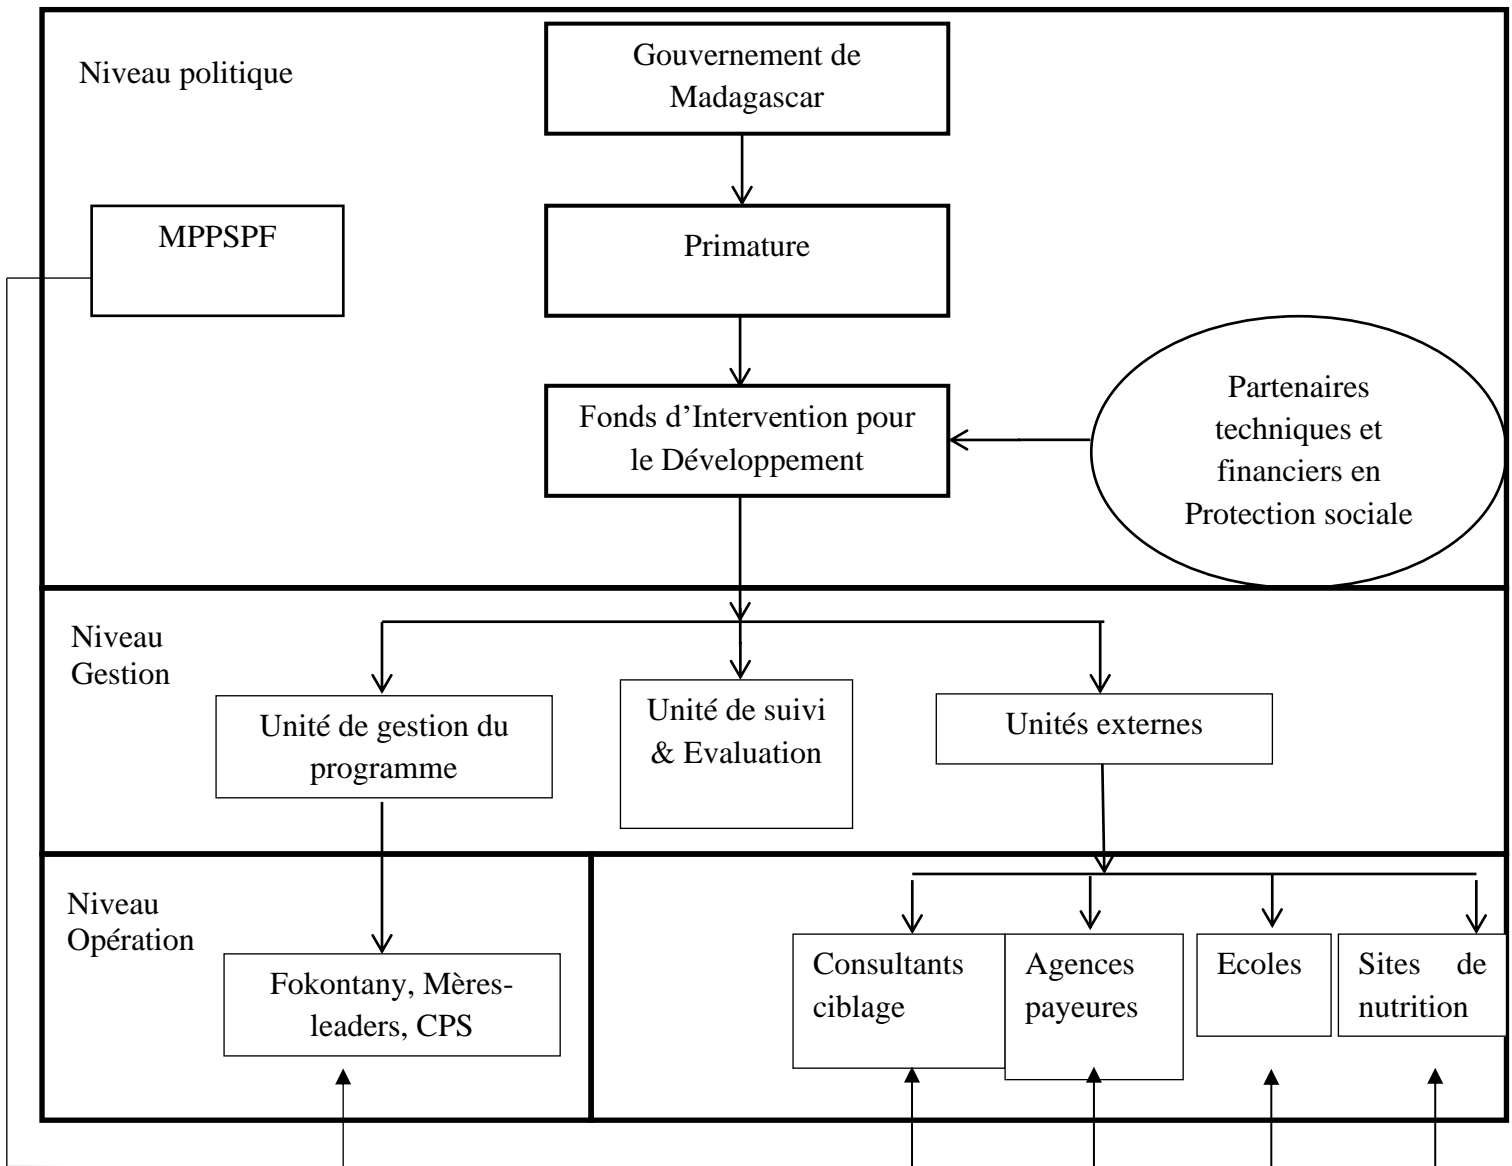 Niveau politique
Gouvernement de
Madagascar
MPPSPF
Primature
Fonds d’Intervention pour
le Développement
Partenaires
techniques et
financiers en
Protection sociale
Niveau
Gestion
Unité de gestion du
programme
Unité de suivi
& Evaluation
Unités externes
Niveau
Opération
Fokontany, Mères-
leaders, CPS
Consultants
ciblage
Agences
payeures
Ecoles
Sites de
nutrition